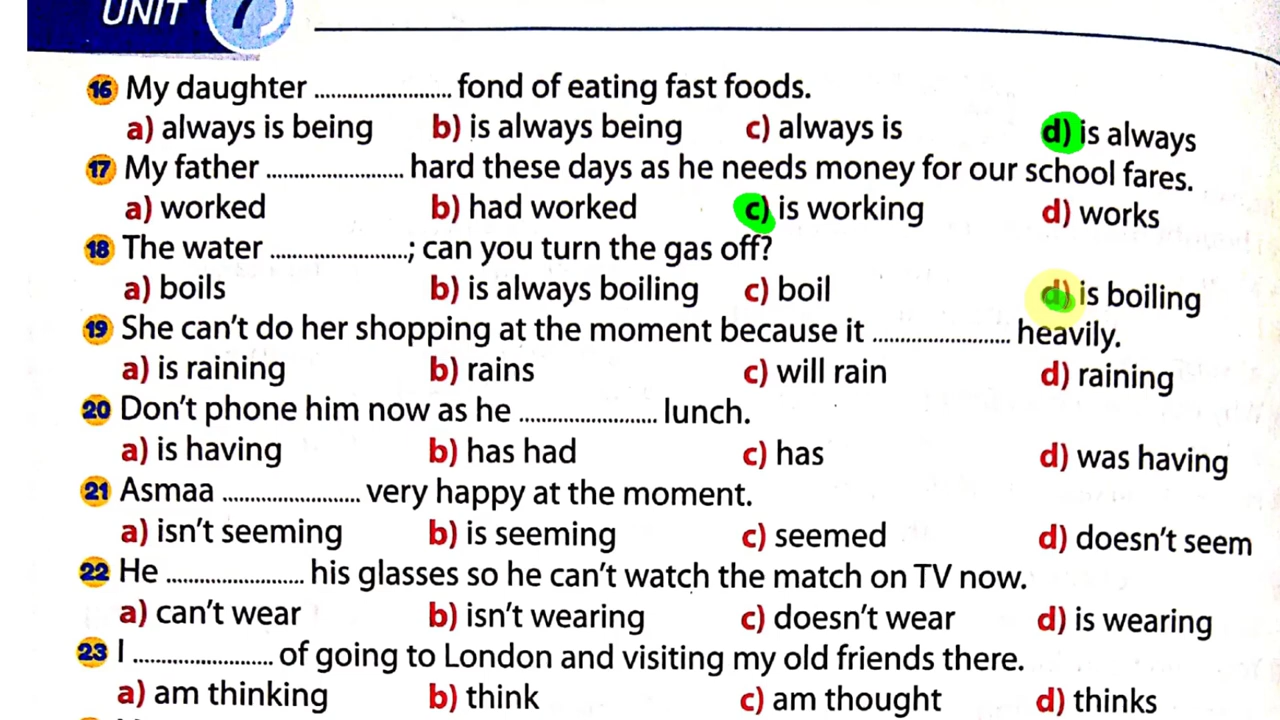 UNIT 7
16 My daughter ........................ fond of eating fast foods.
a) always is being b) is always being c) always is d) is always
17 My father ........................ hard these days as he needs money for our school fares.
a) worked b) had worked c) is working d) works
18 The water ........................; can you turn the gas off?
a) boils b) is always boiling c) boil d) is boiling
19 She can't do her shopping at the moment because it ........................ heavily.
a) is raining b) rains c) will rain d) raining
20 Don't phone him now as he ........................ lunch.
a) is having b) has had c) has d) was having
21 Asmaa ........................ very happy at the moment.
a) isn't seeming b) is seeming c) seemed d) doesn't seem
22 He ........................ his glasses so he can't watch the match on TV now.
a) can't wear b) isn't wearing c) doesn't wear d) is wearing
23 I ........................ of going to London and visiting my old friends there.
a) am thinking b) think c) am thought d) thinks